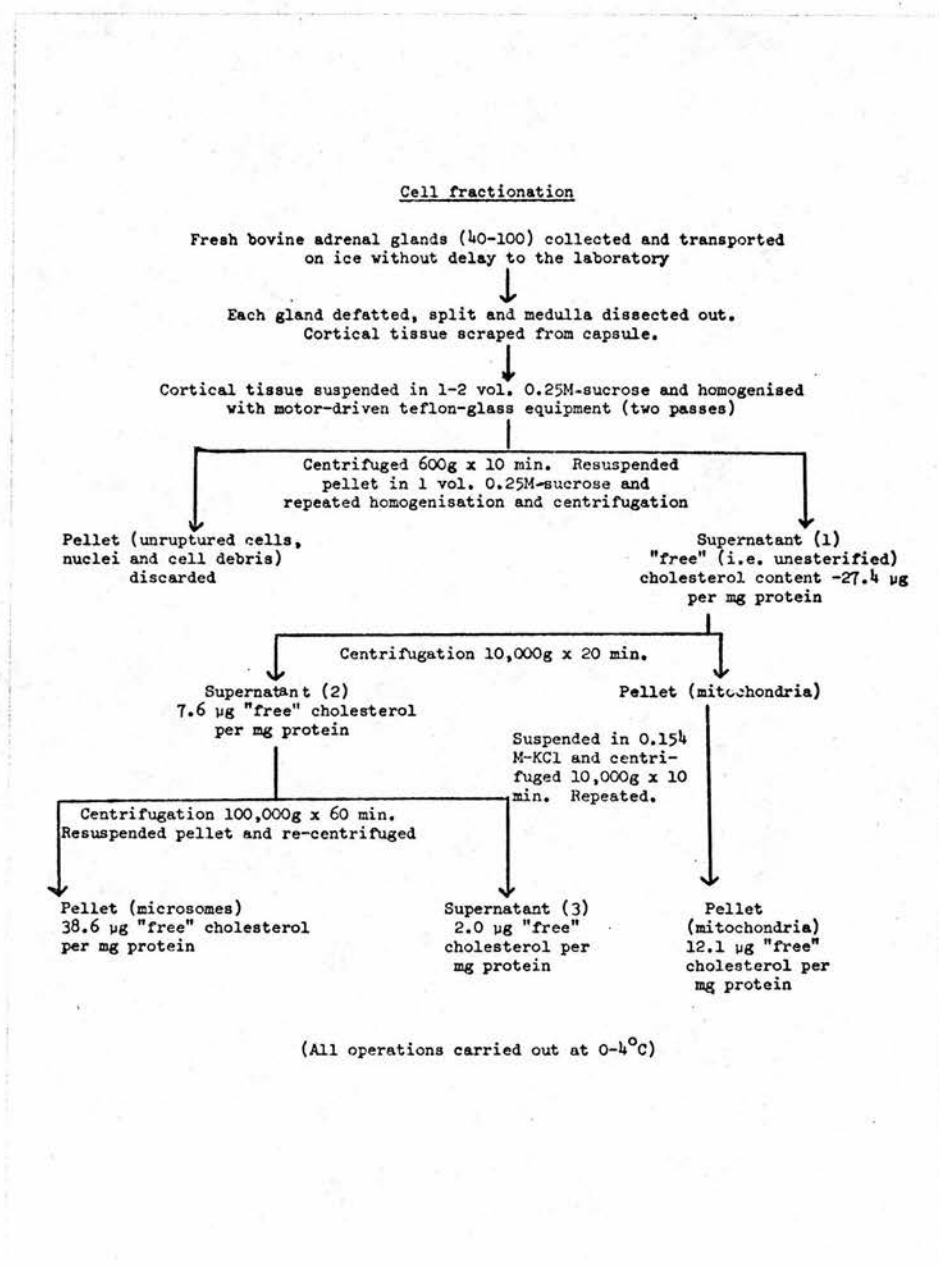 Cell fractionation
Fresh bovine adrenal glands (40-100) collected and transported
on ice without delay to the laboratory
Each gland defatted, split and medulla dissected out.
Cortical tissue scraped from capsule.
Cortical tissue suspended in 1-2 vol. 0.25M-sucrose and homogenised
with motor-driven teflon-glass equipment (two passes)
Centrifuged 600g x 10 min. Resuspended
pellet in 1 vol. 0.25M-sucrose and
repeated homogenisation and centrifugation
Pellet (unruptured cells,
nuclei and cell debris)
discarded
Supernatant (1)
"free" (i.e. unesterified)
cholesterol content -27.4 µg
per mg protein
Centrifugation 10,000g x 20 min.
Supernatant (2)
7.6 µg "free" cholesterol
per mg protein
Pellet (mitochondria)
Suspended in 0.154
M-KCl and centri-
fuged 10,000g x 10
min. Repeated.
Centrifugation 100,000g x 60 min.
Resuspended pellet and re-centrifuged
Pellet (microsomes)
38.6 µg "free" cholesterol
per mg protein
Supernatant (3)
2.0 µg "free"
cholesterol per
mg protein
Pellet
(mitochondria)
12.1 µg "free"
cholesterol per
mg protein
(All operations carried out at 0-4°C)